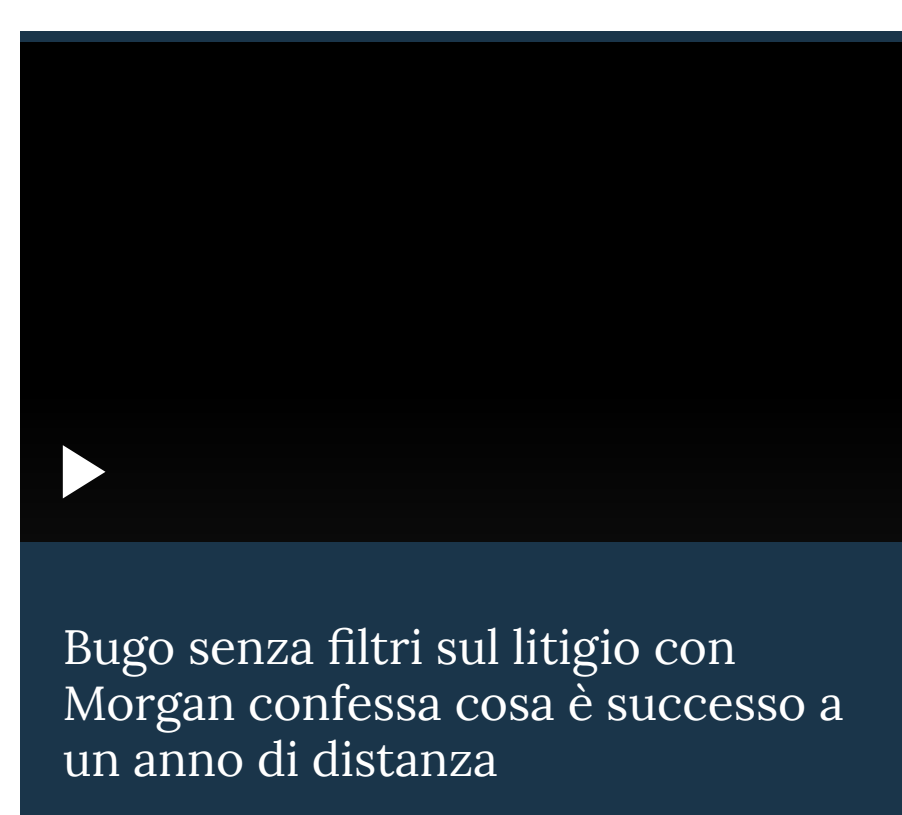 Bugo senza filtri sul litigio con
Morgan confessa cosa è successo a
un anno di distanza